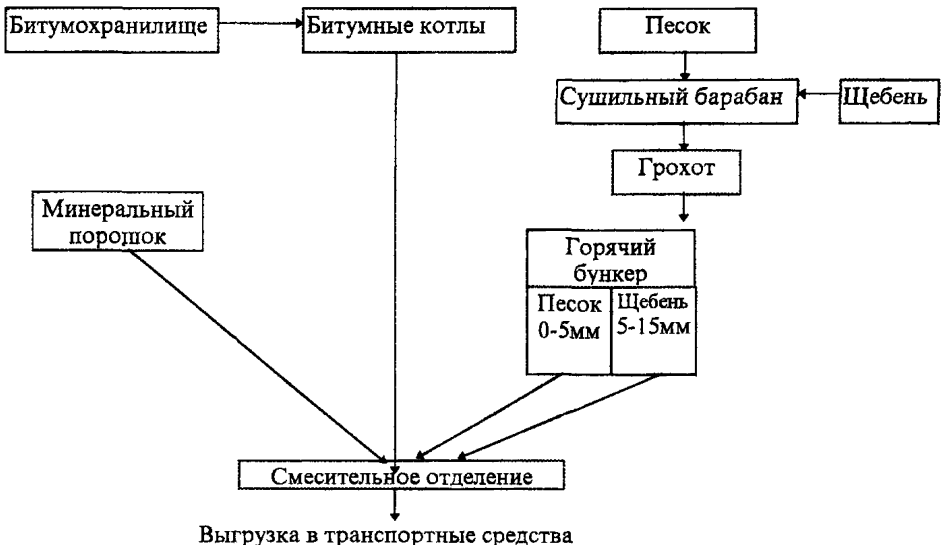 Битумохранилище
Битумные котлы
Песок
Сушильный барабан
Щебень
Грохот
Минеральный
порошок
Горячий
бункер
Песок
0-5мм
Щебень
5-15мм
Смесительное отделение
Выгрузка в транспортные средства